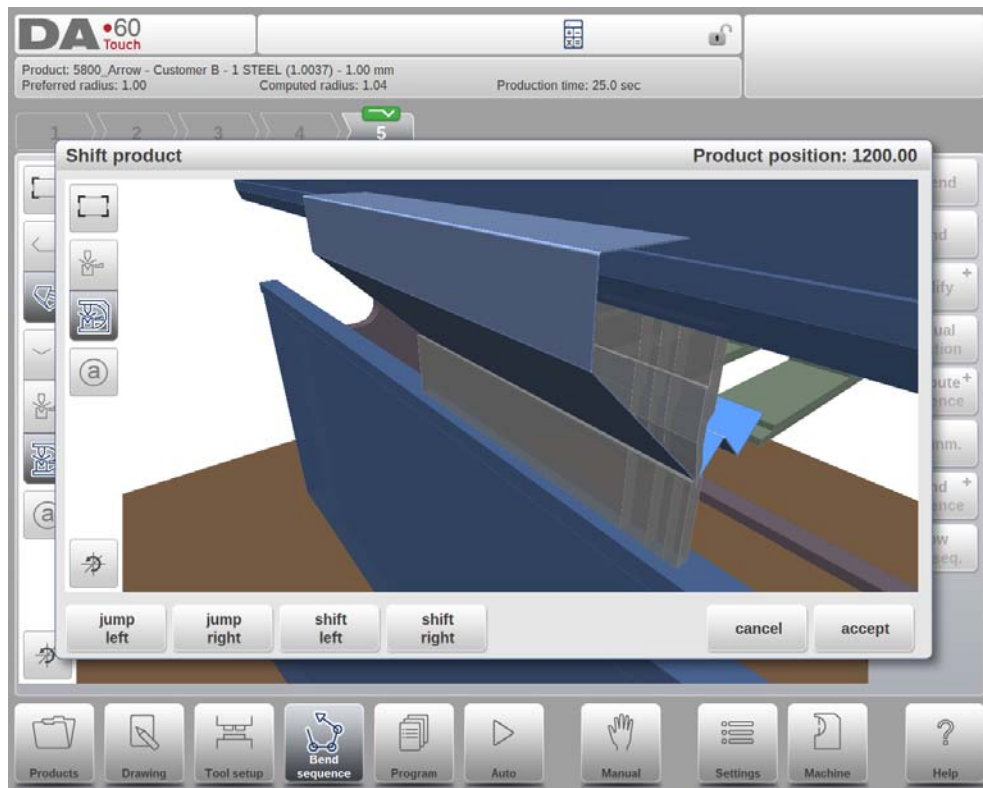 DA •60
Touch
Product: 5800_Arrow - Customer B - 1 STEEL (1.0037) - 1.00 mm
Preferred radius: 1.00 Computed radius: 1.04 Production time: 25.0 sec
1 2 3 4 5
Shift product Product position: 1200.00
a
a
jump left
jump right
shift left
shift right
cancel
accept
Products
Drawing
Tool setup
Bend sequence
Program
Auto
Manual
Settings
Machine
? Help